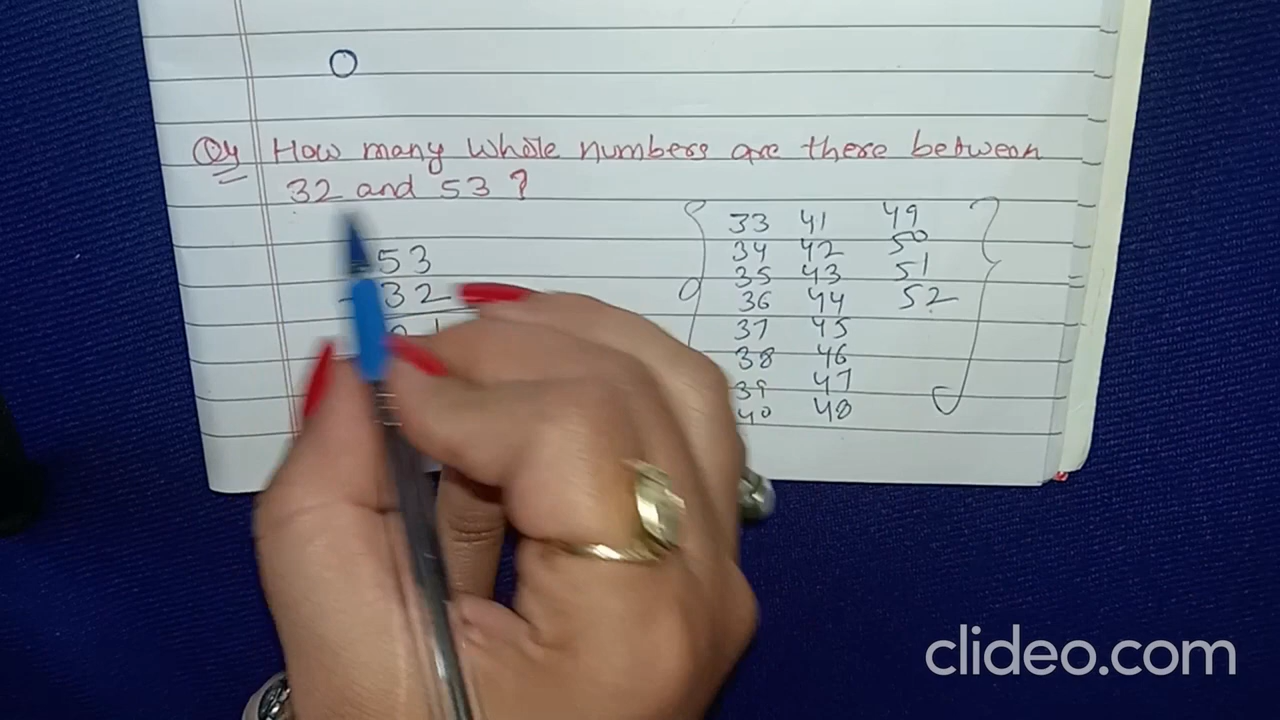 Q4 How many whole numbers are there between
32 and 53 ?
53
- 32
33 41 49
34 42 50
35 43 51
36 44 52
37 45
38 46
39 47
40 48
clideo.com